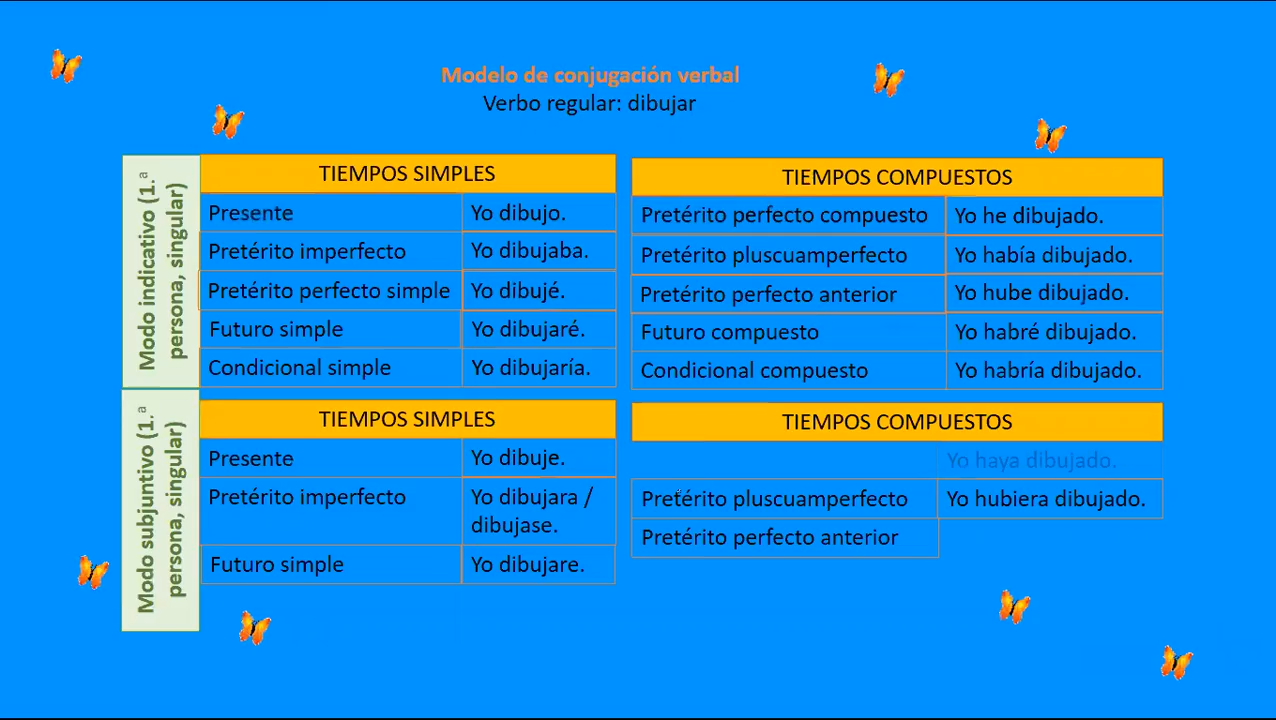 Modelo de conjugación verbal
Verbo regular: dibujar
Modo indicativo (1.ª
persona, singular)
TIEMPOS SIMPLES
Presente Yo dibujo.
Pretérito imperfecto Yo dibujaba.
Pretérito perfecto simple Yo dibujé.
Futuro simple Yo dibujaré.
Condicional simple Yo dibujaría.
TIEMPOS COMPUESTOS
Pretérito perfecto compuesto Yo he dibujado.
Pretérito pluscuamperfecto Yo había dibujado.
Pretérito perfecto anterior Yo hube dibujado.
Futuro compuesto Yo habré dibujado.
Condicional compuesto Yo habría dibujado.
Modo subjuntivo (1.ª
persona, singular)
TIEMPOS SIMPLES
Presente Yo dibuje.
Pretérito imperfecto Yo dibujara /
dibujase.
Futuro simple Yo dibujare.
TIEMPOS COMPUESTOS
Yo haya dibujado.
Pretérito pluscuamperfecto Yo hubiera dibujado.
Pretérito perfecto anterior